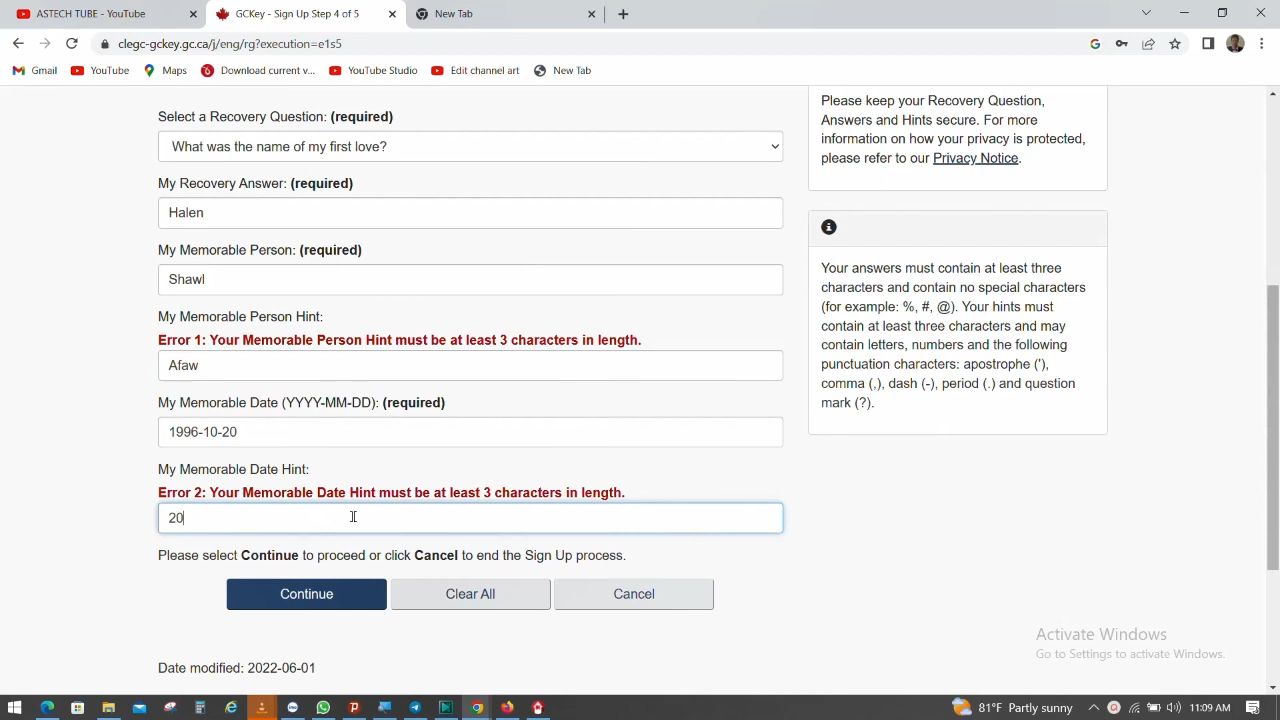 ASTECH TUBE - YouTube
GCKey - Sign Up Step 4 of 5
New Tab
clegc-gckey.gc.ca/j/eng/rg?execution=e1s5
Gmail
YouTube
Maps
Download current v...
YouTube Studio
Edit channel art
New Tab
Select a Recovery Question: (required)
What was the name of my first love?
My Recovery Answer: (required)
Halen
My Memorable Person: (required)
Shawl
My Memorable Person Hint:
Error 1: Your Memorable Person Hint must be at least 3 characters in length.
Afaw
My Memorable Date (YYYY-MM-DD): (required)
1996-10-20
My Memorable Date Hint:
Error 2: Your Memorable Date Hint must be at least 3 characters in length.
20
Please select Continue to proceed or click Cancel to end the Sign Up process.
Continue
Clear All
Cancel
Date modified: 2022-06-01
Please keep your Recovery Question,
Answers and Hints secure. For more
information on how your privacy is protected,
please refer to our Privacy Notice.
Your answers must contain at least three
characters and contain no special characters
(for example: %, #, @). Your hints must
contain at least three characters and may
contain letters, numbers and the following
punctuation characters: apostrophe ('),
comma (,), dash (-), period (.) and question
mark (?).
Activate Windows
Go to Settings to activate Windows.
81°F Partly sunny
11:09 AM